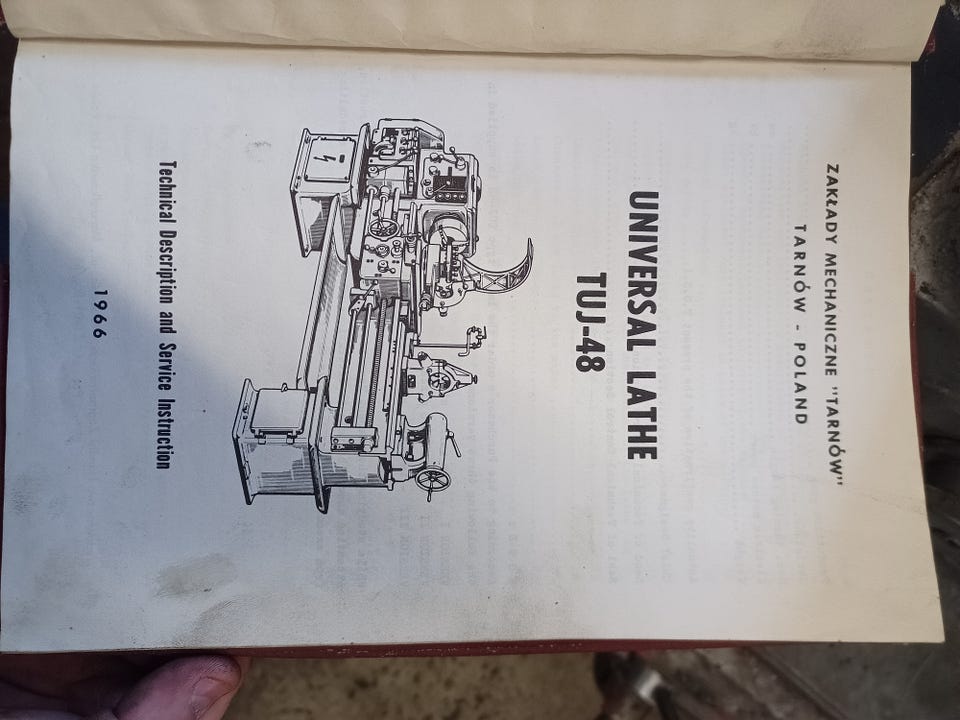 ZAKŁADY MECHANICZNE "TARNÓW"
TARNÓW - POLAND
UNIVERSAL LATHE
TUJ-48
Technical Description and Service Instruction
1966